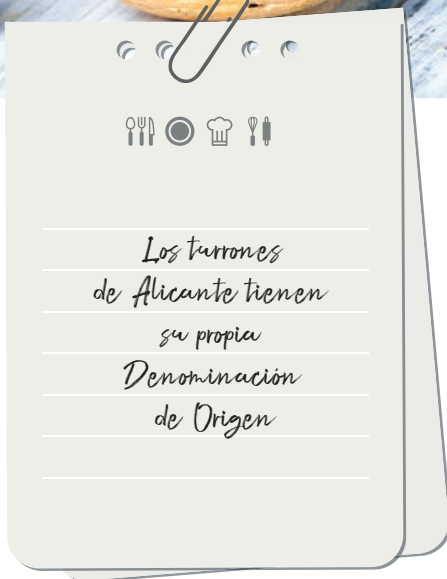 Los turrones
de Alicante tienen
su propia
Denominación
de Origen